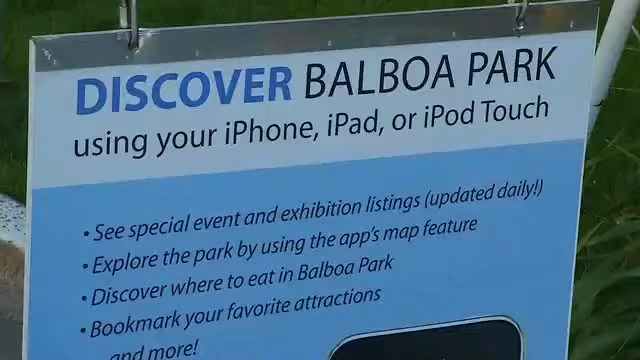 DISCOVER BALBOA PARK
using your iPhone, iPad, or iPod Touch
• See special event and exhibition listings (updated daily!)
• Explore the park by using the app's map feature
• Discover where to eat in Balboa Park
• Bookmark your favorite attractions
and more!